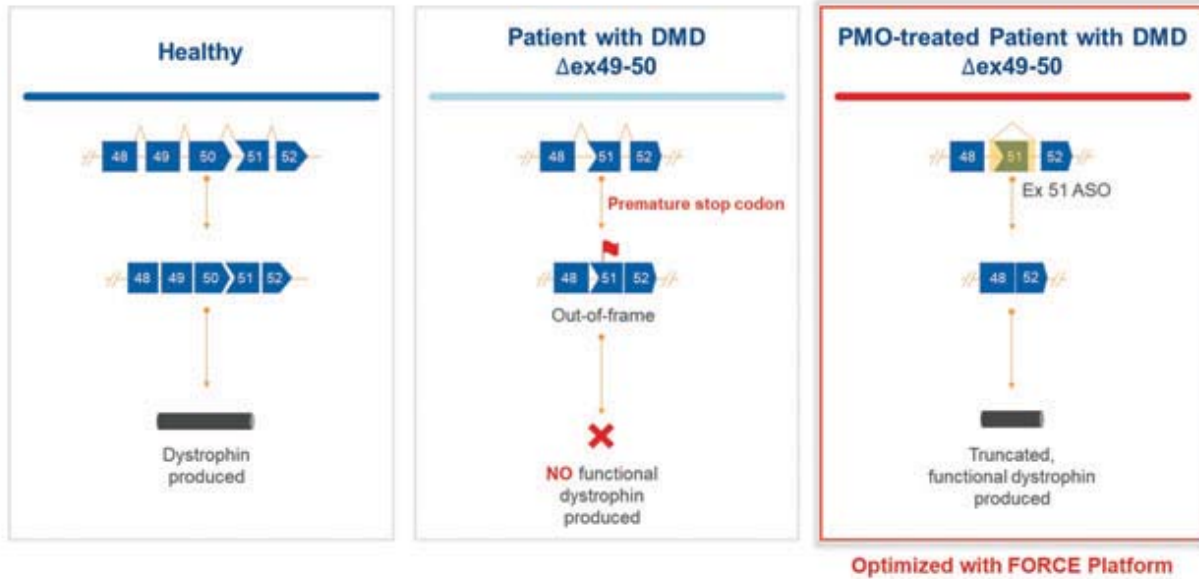 Healthy
48 49 50 51 52
48 49 50 51 52
Dystrophin
produced
Patient with DMD
Δex49-50
48 51 52
Premature stop codon
48 51 52
Out-of-frame
NO functional
dystrophin
produced
PMO-treated Patient with DMD
Δex49-50
48 51 52
Ex 51 ASO
48 52
Truncated,
functional dystrophin
produced
Optimized with FORCE Platform